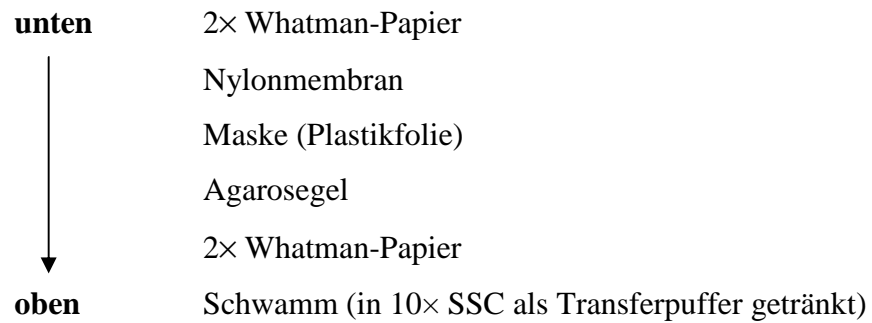 unten 2× Whatman-Papier
Nylonmembran
Maske (Plastikfolie)
Agarosegel
2× Whatman-Papier
oben Schwamm (in 10× SSC als Transferpuffer getränkt)